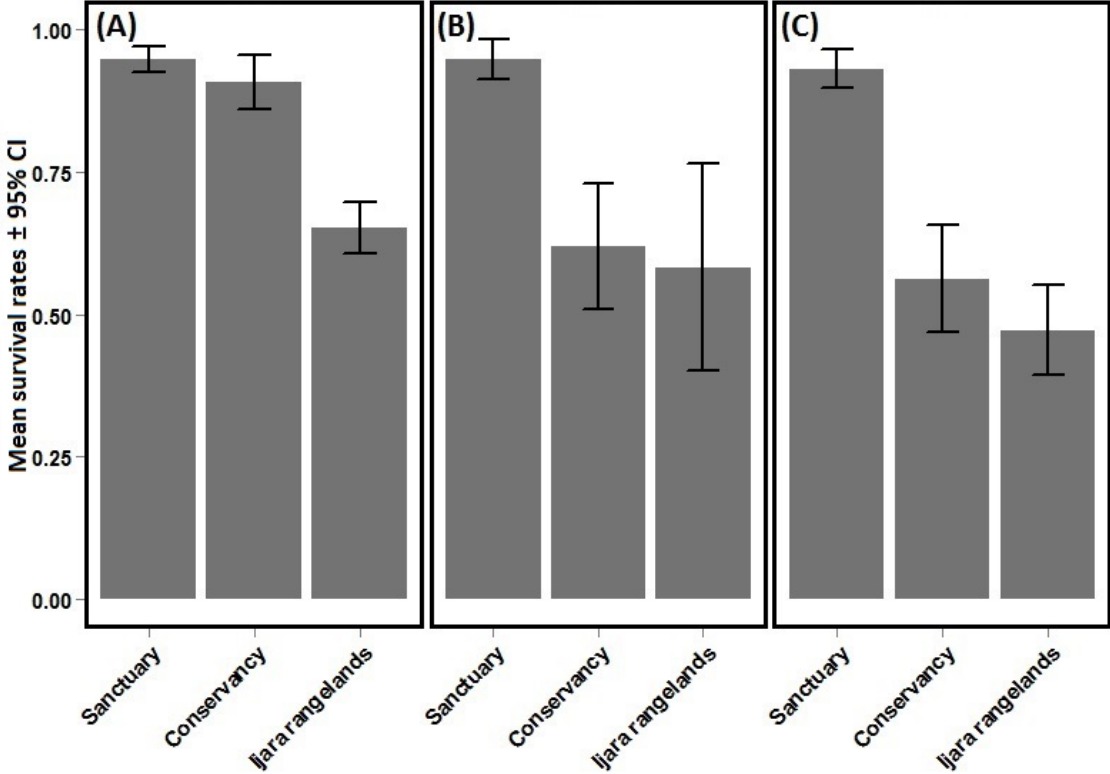 Mean survival rates ± 95% CI
1.00
0.75
0.50
0.25
0.00
(A)
(B)
(C)
Sanctuary
Conservancy
Ijara rangelands
Sanctuary
Conservancy
Ijara rangelands
Sanctuary
Conservancy
Ijara rangelands